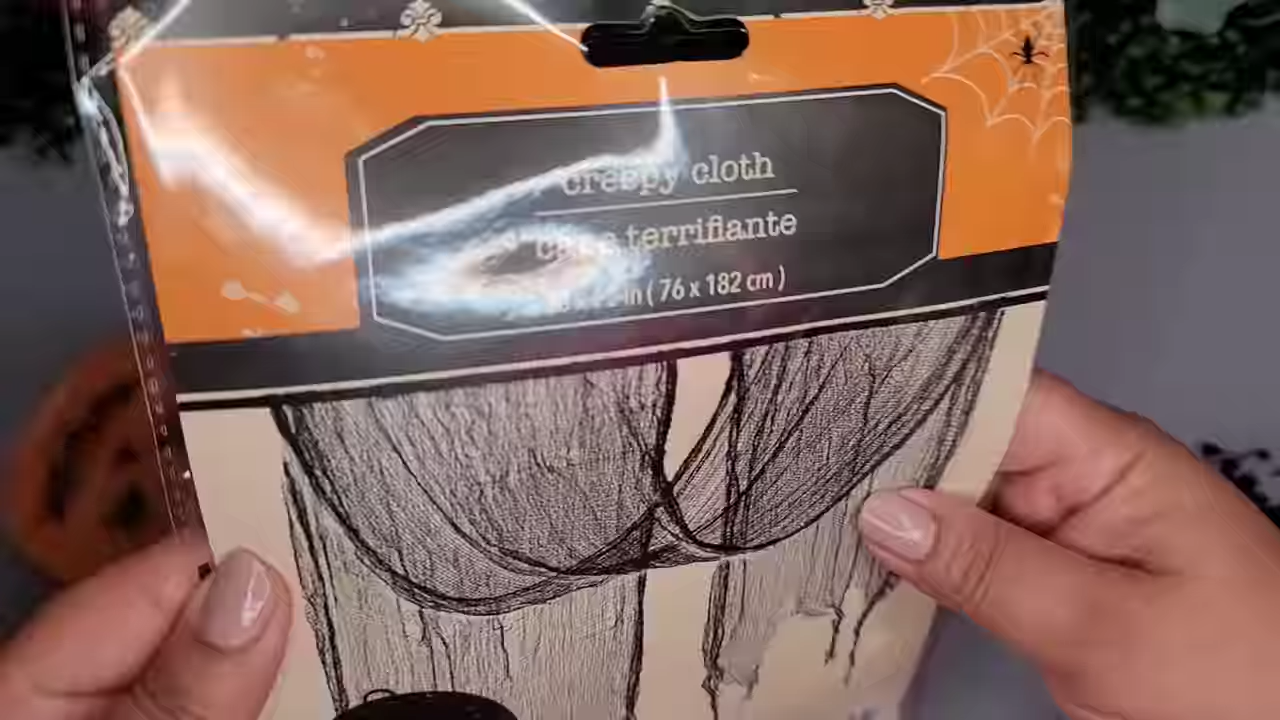 creepy cloth
terrifiante
in ( 76 x 182 cm )